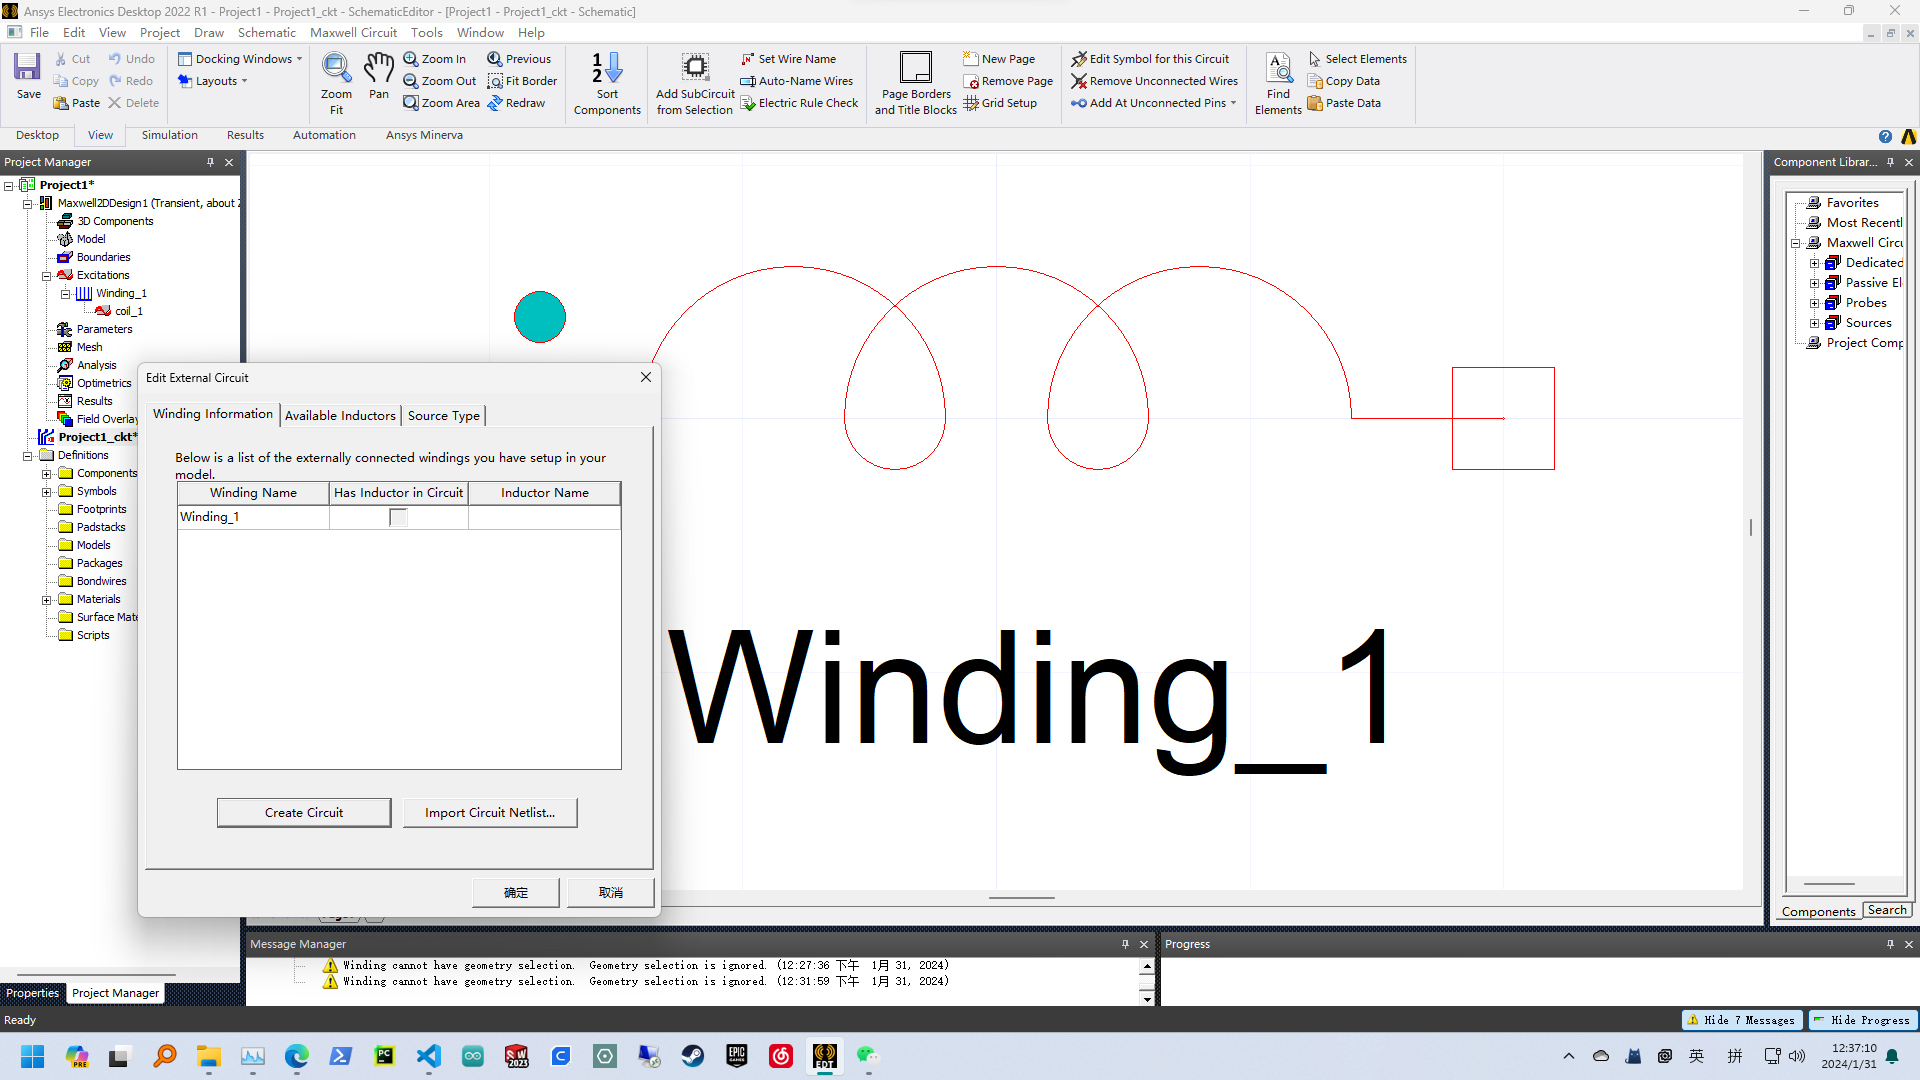 Ansys Electronics Desktop 2022 R1 - Project1 - Project1_ckt - SchematicEditor - [Project1 - Project1_ckt - Schematic]
File Edit View Project Draw Schematic Maxwell Circuit Tools Window Help
Save Cut Copy Paste Undo Redo Delete
Docking Windows Layouts
Zoom Fit Pan Zoom In Zoom Out Zoom Area Previous Fit Border Redraw
Sort Components
Add SubCircuit from Selection Set Wire Name Auto-Name Wires Electric Rule Check
Page Borders and Title Blocks New Page Remove Page Grid Setup
Edit Symbol for this Circuit Remove Unconnected Wires Add At Unconnected Pins
Find Elements Select Elements Copy Data Paste Data
Desktop View Simulation Results Automation Ansys Minerva
Project Manager
Project1*
Maxwell2DDesign1 (Transient, about Z
3D Components
Model
Boundaries
Excitations
Winding_1
coil_1
Parameters
Mesh
Analysis
Optimetrics
Results
Field Overlay
Project1_ckt*
Definitions
Components
Symbols
Footprints
Padstacks
Models
Packages
Bondwires
Materials
Surface Mate
Scripts
Properties Project Manager
Edit External Circuit
Winding Information Available Inductors Source Type
Below is a list of the externally connected windings you have setup in your
model.
Winding Name Has Inductor in Circuit Inductor Name
Winding_1
Create Circuit Import Circuit Netlist...
确定 取消
Winding_1
Component Librar...
Favorites
Most Recentl
Maxwell Circu
Dedicated
Passive El
Probes
Sources
Project Comp
Components Search
Message Manager
Winding cannot have geometry selection. Geometry selection is ignored. (12:27:36 下午 1月 31, 2024)
Winding cannot have geometry selection. Geometry selection is ignored. (12:31:59 下午 1月 31, 2024)
Progress
Ready
Hide 7 Messages Hide Progress
PRE
PC
SW
2023
EPIC
GAMES
EDT
英 拼
12:37:10
2024/1/31